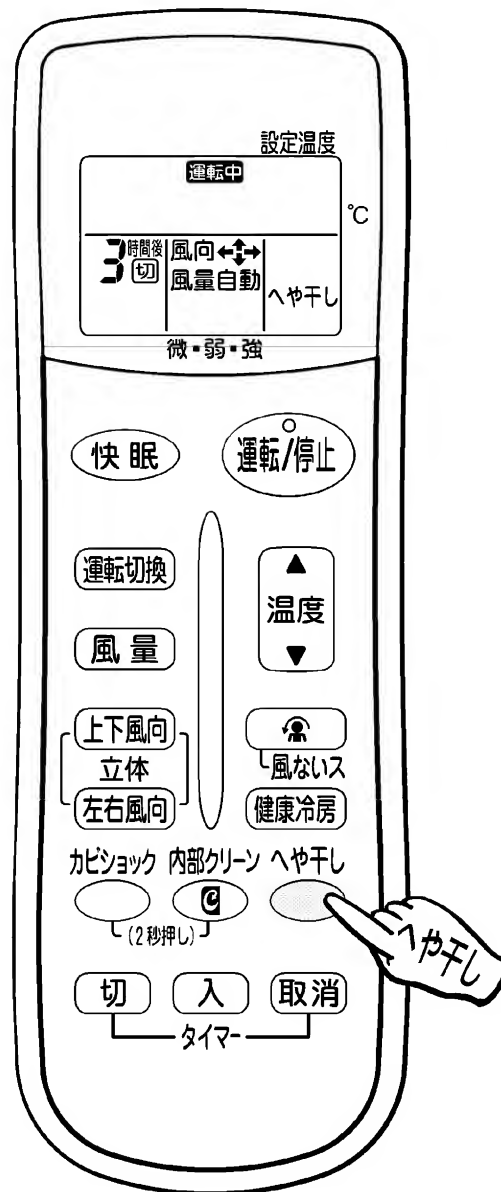 設定温度
運転中
℃
3 時間後 切
風向
風量自動
へや干し
微・弱・強
快眠
運転/停止
運転切換
温度
風量
上下風向
立体
左右風向
風ないス
健康冷房
カビショック 内部クリーン へや干し
(2秒押し)
へや干し
切 入 取消
タイマー